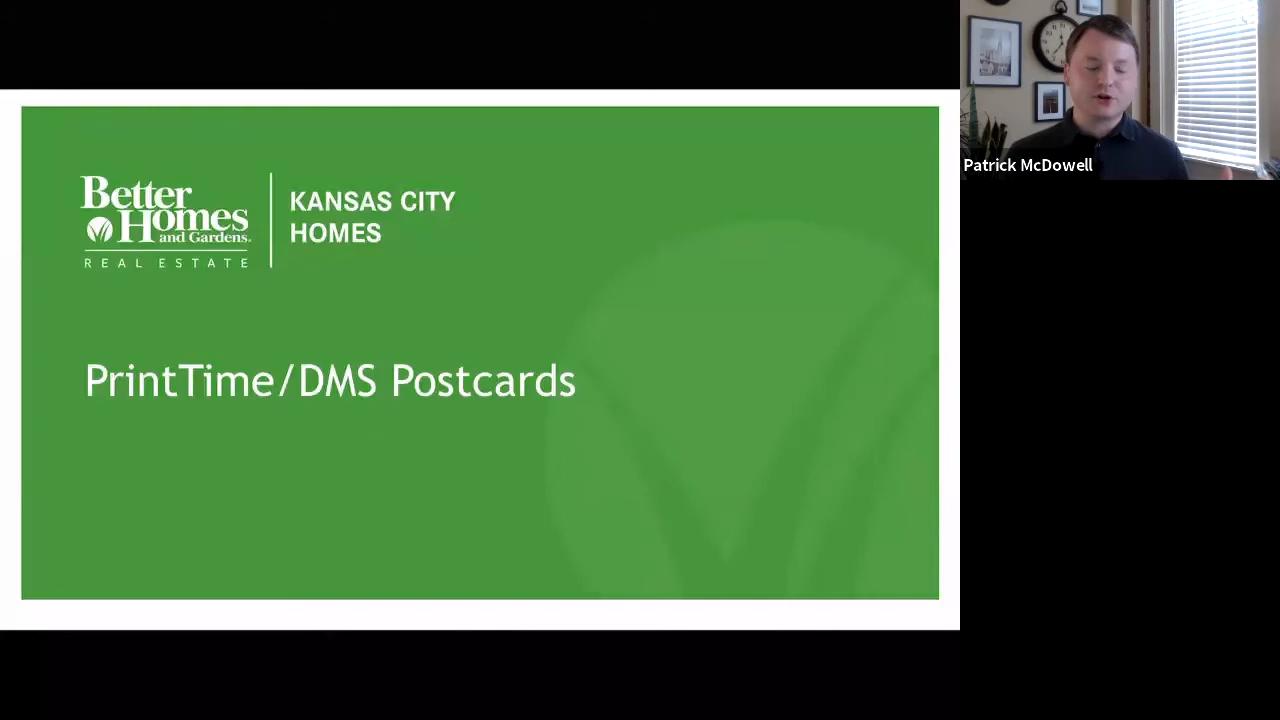 Better
Homes
and Gardens.
REAL ESTATE
KANSAS CITY
HOMES
PrintTime/DMS Postcards
Patrick McDowell